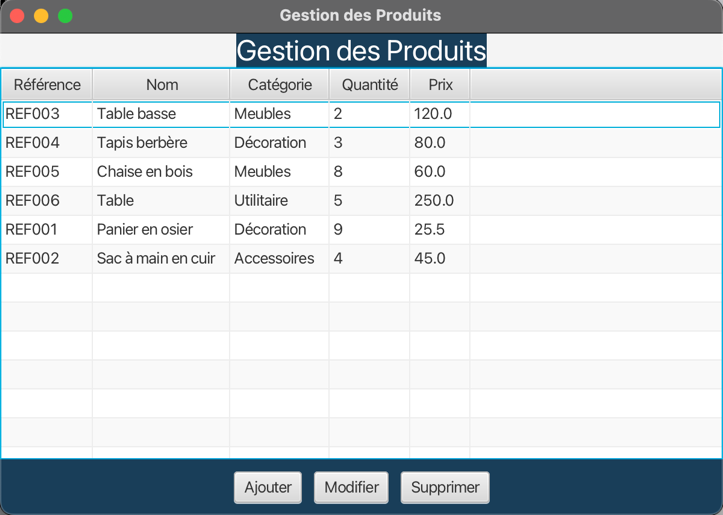 Gestion des Produits
Gestion des Produits
Référence Nom Catégorie Quantité Prix
REF003 Table basse Meubles 2 120.0
REF004 Tapis berbère Décoration 3 80.0
REF005 Chaise en bois Meubles 8 60.0
REF006 Table Utilitaire 5 250.0
REF001 Panier en osier Décoration 9 25.5
REF002 Sac à main en cuir Accessoires 4 45.0
Ajouter Modifier Supprimer